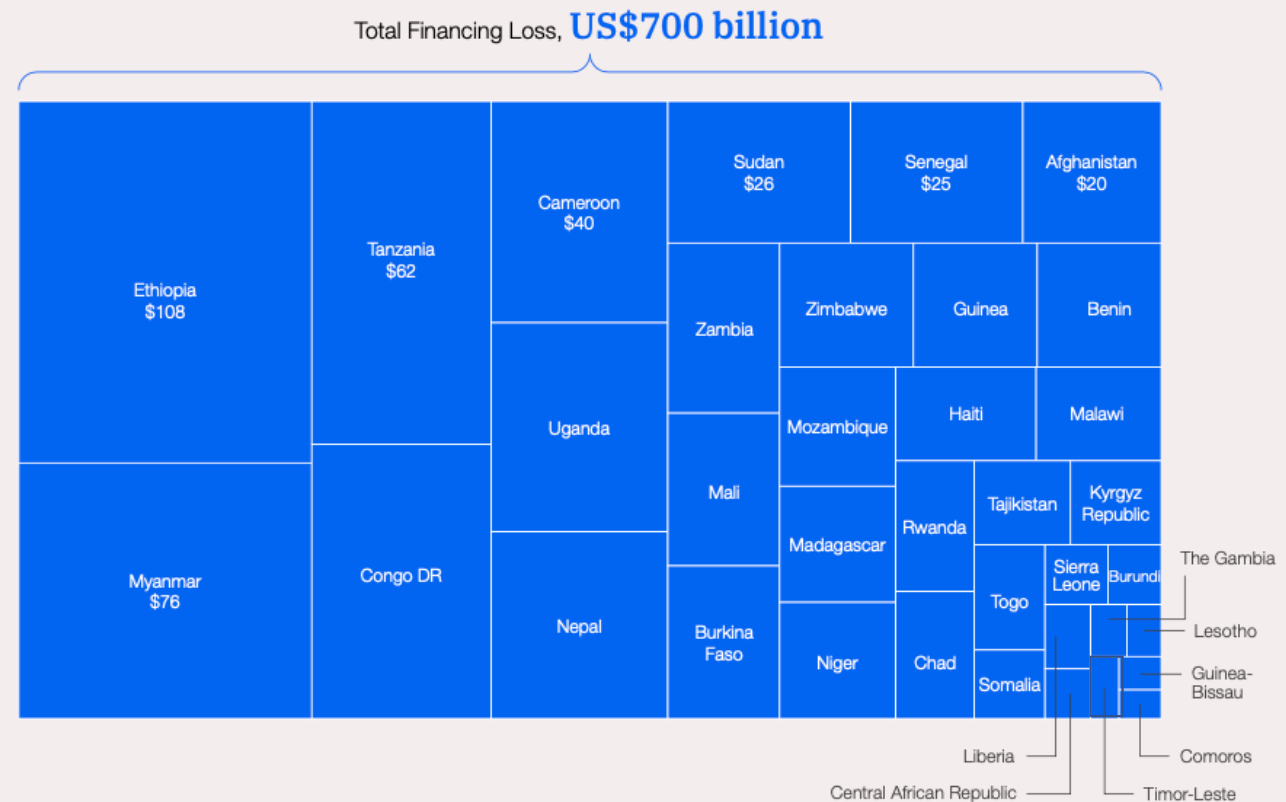 Total Financing Loss, US$700 billion
Ethiopia
$108
Myanmar
$76
Tanzania
$62
Congo DR
Cameroon
$40
Uganda
Nepal
Sudan
$26
Senegal
$25
Afghanistan
$20
Zambia
Zimbabwe
Guinea
Benin
Mali
Mozambique
Haiti
Malawi
Madagascar
Rwanda
Tajikistan
Kyrgyz
Republic
Burkina
Faso
Niger
Chad
Togo
Sierra
Leone
Burundi
Somalia
The Gambia
Lesotho
Guinea-
Bissau
Liberia
Comoros
Central African Republic
Timor-Leste